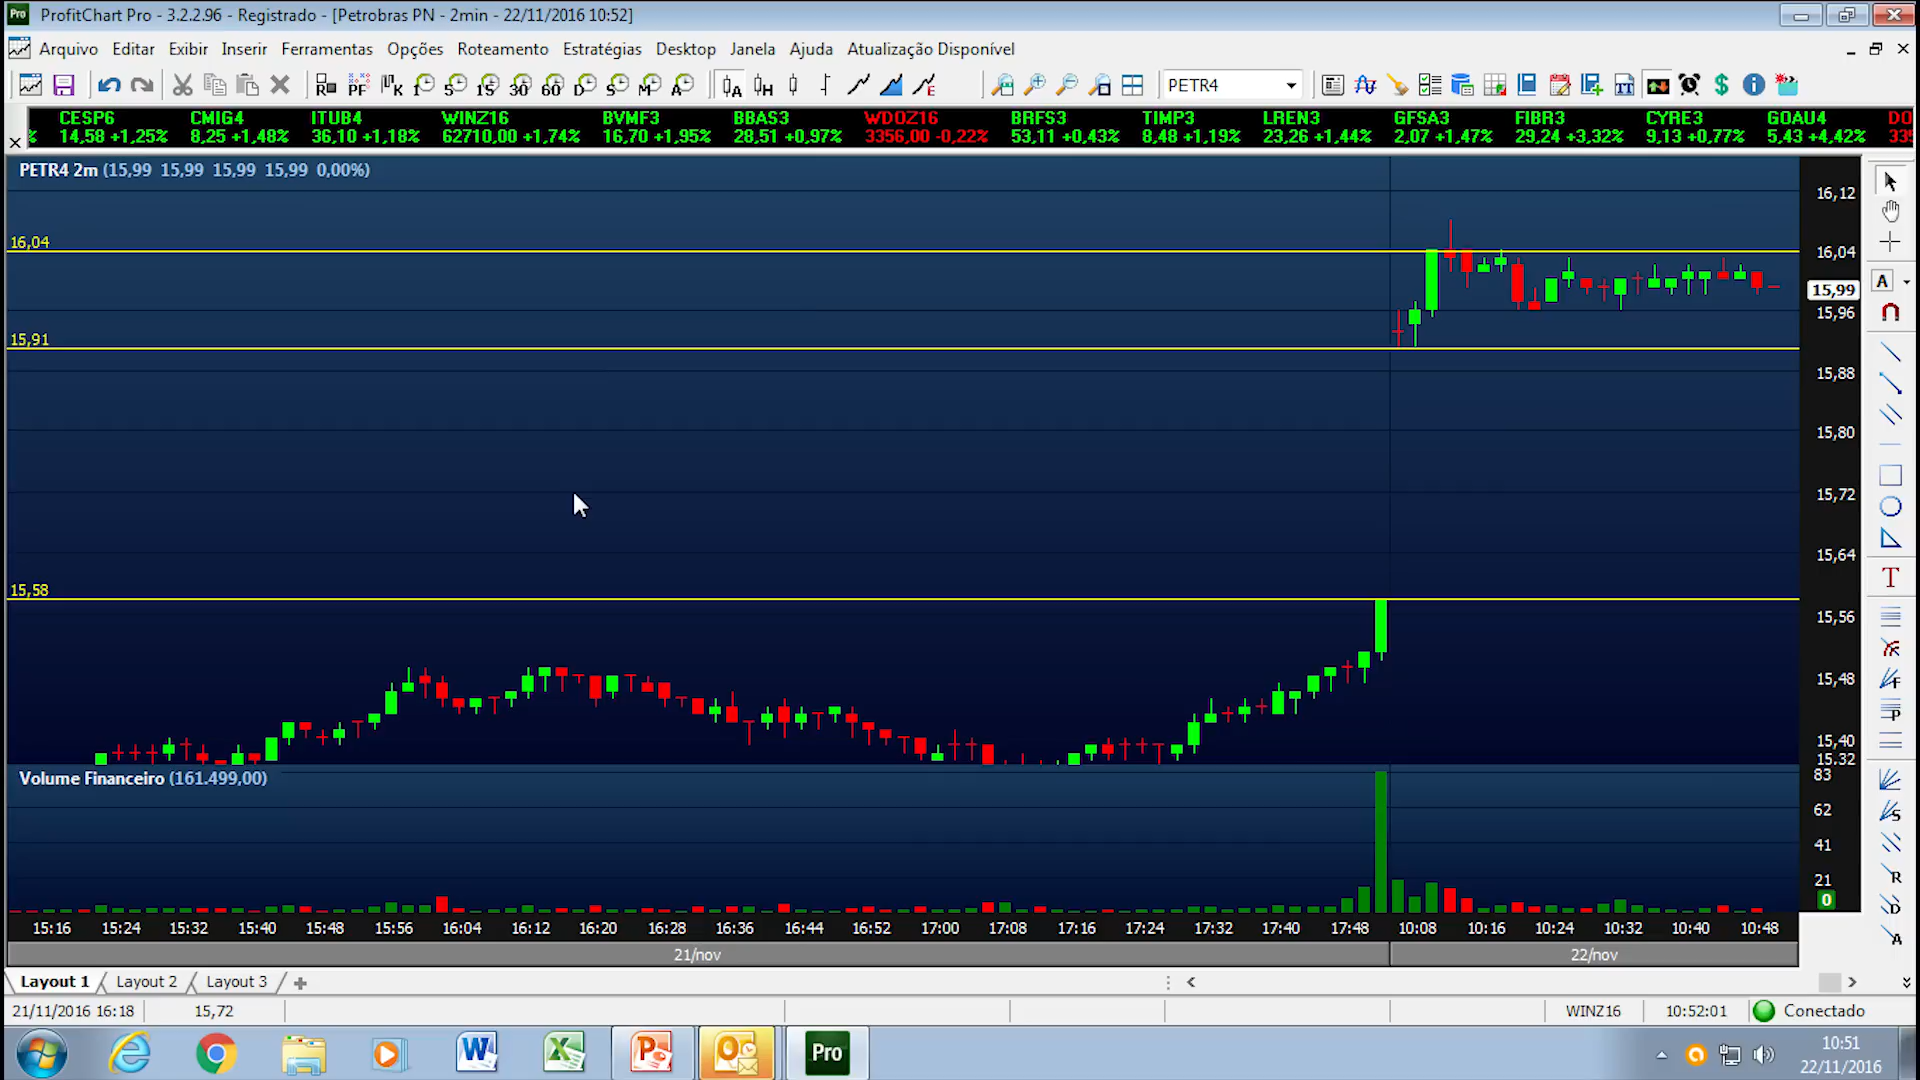 Pro ProfitChart Pro - 3.2.2.96 - Registrado - [Petrobras PN - 2min - 22/11/2016 10:52]
Arquivo Editar Exibir Inserir Ferramentas Opções Roteamento Estratégias Desktop Janela Ajuda Atualização Disponível
R PF K 1 5 15 30 60 D S M A A H E PETR4
CESP6 CMIG4 ITUB4 WINZ16 BVMF3 BBAS3 WDOZ16 BRFS3 TIMP3 LREN3 GFSA3 FIBR3 CYRE3 GOAU4 DO
% 14,58 +1,25% 8,25 +1,48% 36,10 +1,18% 62710,00 +1,74% 16,70 +1,95% 28,51 +0,97% 3356,00 -0,22% 53,11 +0,43% 8,48 +1,19% 23,26 +1,44% 2,07 +1,47% 29,24 +3,32% 9,13 +0,77% 5,43 +4,42%
PETR4 2m (15,99 15,99 15,99 15,99 0,00%)
16,12
16,04 16,04
A
15,99
15,96
15,91
15,88
15,80
15,72
15,64
T
15,58
15,56
F
15,48
P
15,40
15.32
Volume Financeiro (161.499,00)
83
62
S
41
21
R
0
D
A
15:16 15:24 15:32 15:40 15:48 15:56 16:04 16:12 16:20 16:28 16:36 16:44 16:52 17:00 17:08 17:16 17:24 17:32 17:40 17:48 10:08 10:16 10:24 10:32 10:40 10:48
21/nov 22/nov
Layout 1 Layout 2 Layout 3
21/11/2016 16:18 15,72 WINZ16 10:52:01 Conectado
Pro
10:51
22/11/2016